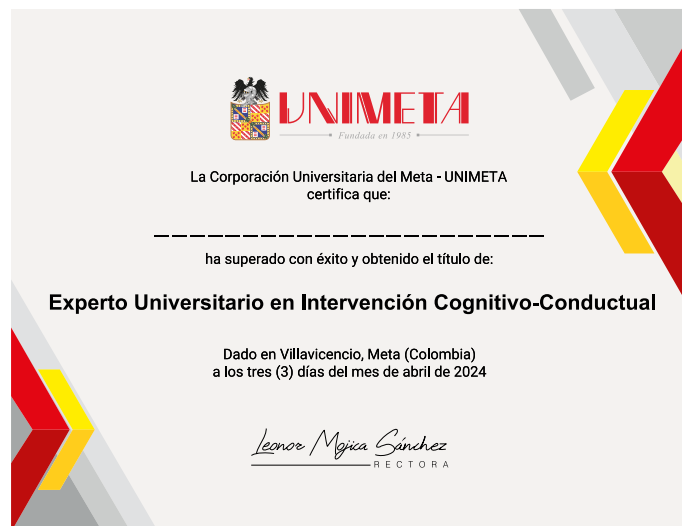 UNIMETA
Fundada en 1985
La Corporación Universitaria del Meta - UNIMETA
certifica que:
ha superado con éxito y obtenido el título de:
Experto Universitario en Intervención Cognitivo-Conductual
Dado en Villavicencio, Meta (Colombia)
a los tres (3) días del mes de abril de 2024
Leonor Mojica Sánchez
RECTORA